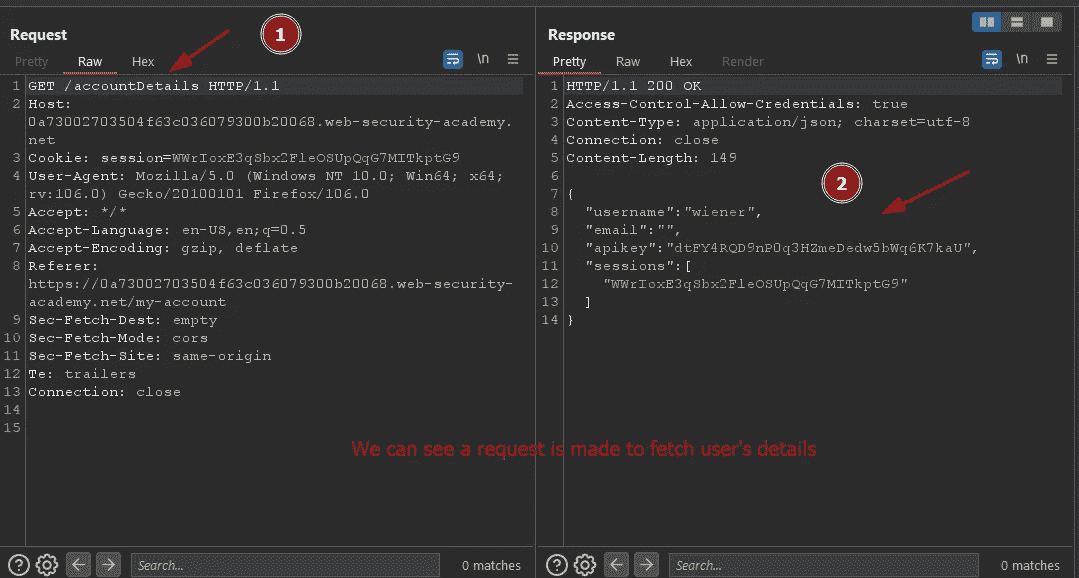 Request
1
Pretty Raw Hex
\n
1 GET /accountDetails HTTP/1.1
2 Host:
0a73002703504f63c036079300b20068.web-security-academy.
net
3 Cookie: session=WWrIoxE3qSbx2FleOSUpQqG7MITkptG9
4 User-Agent: Mozilla/5.0 (Windows NT 10.0; Win64; x64;
rv:106.0) Gecko/20100101 Firefox/106.0
5 Accept: */*
6 Accept-Language: en-US,en;q=0.5
7 Accept-Encoding: gzip, deflate
8 Referer:
https://0a73002703504f63c036079300b20068.web-security-
academy.net/my-account
9 Sec-Fetch-Dest: empty
10 Sec-Fetch-Mode: cors
11 Sec-Fetch-Site: same-origin
12 Te: trailers
13 Connection: close
14
15
Search...
0 matches
Response
Pretty Raw Hex Render
\n
1 HTTP/1.1 200 OK
2 Access-Control-Allow-Credentials: true
3 Content-Type: application/json; charset=utf-8
4 Connection: close
5 Content-Length: 149
6
2
7 {
8 "username":"wiener",
9 "email":"",
10 "apikey":"dtFY4RQD9nP0q3HZmeDedw5bWq6K7kaU",
11 "sessions":[
12 "WWrIoxE3qSbx2FleOSUpQqG7MITkptG9"
13 ]
14 }
We can see a request is made to fetch user's details
Search...
0 matches